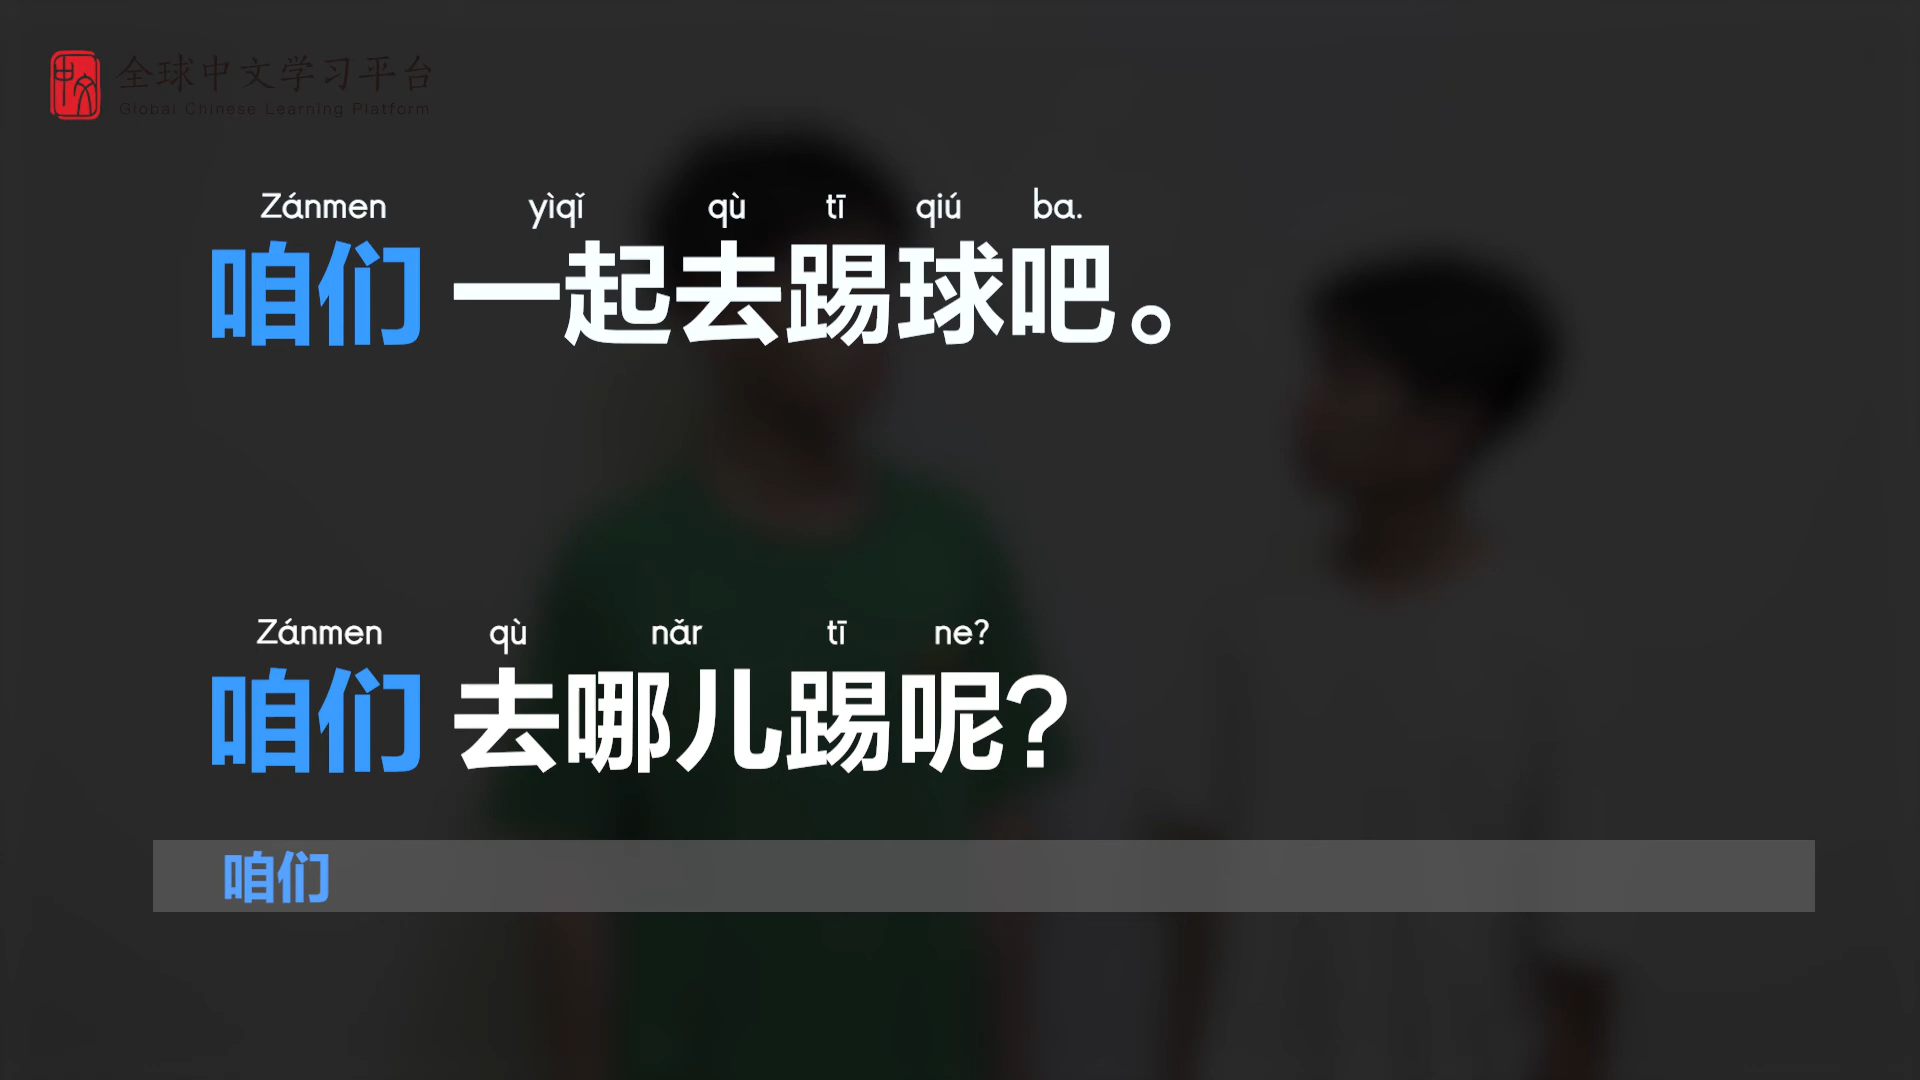 中文
全球中文学习平台
Global Chinese Learning Platform
Zánmen yìqǐ qù tī qiú ba.
咱们 一起去踢球吧。
Zánmen qù nǎr tī ne?
咱们 去哪儿踢呢?
咱们